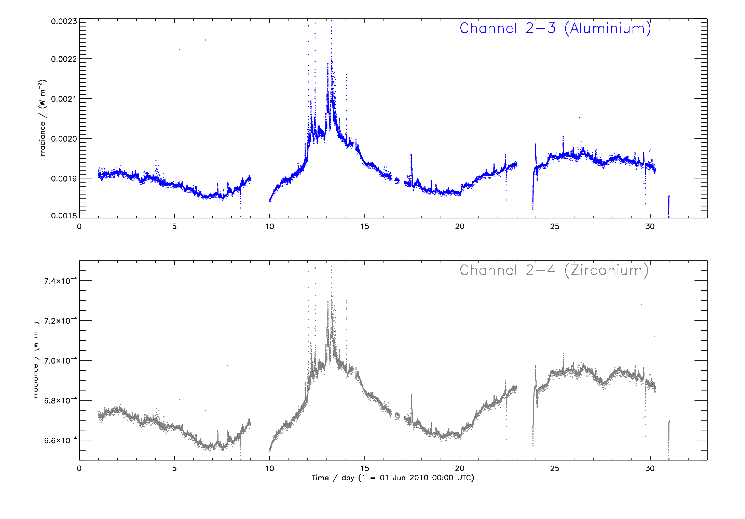 Channel 2-3 (Aluminium)
0.0023
0.0022
0.0021
0.0020
0.0019
0.0018
irradiance / (W m⁻²)
0 5 10 15 20 25 30
Channel 2-4 (Zirconium)
7.4×10⁻⁴
7.2×10⁻⁴
7.0×10⁻⁴
6.8×10⁻⁴
6.6×10⁻⁴
0 5 10 15 20 25 30
Time / day (1 = 01 Jun 2010 00:00 UTC)